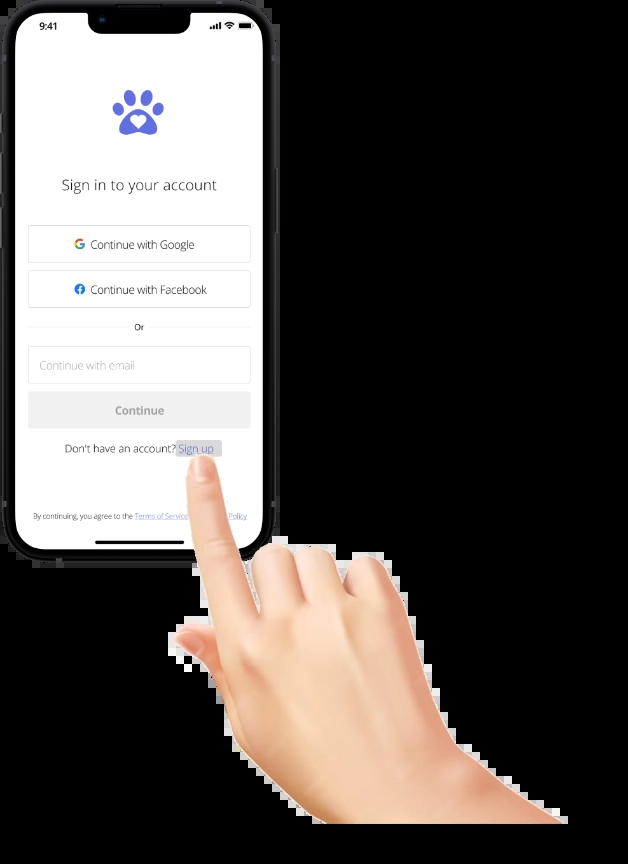 9:41
Sign in to your account
Continue with Google
Continue with Facebook
Or
Continue with email
Continue
Don't have an account? Sign up
By continuing, you agree to the Terms of Service Policy